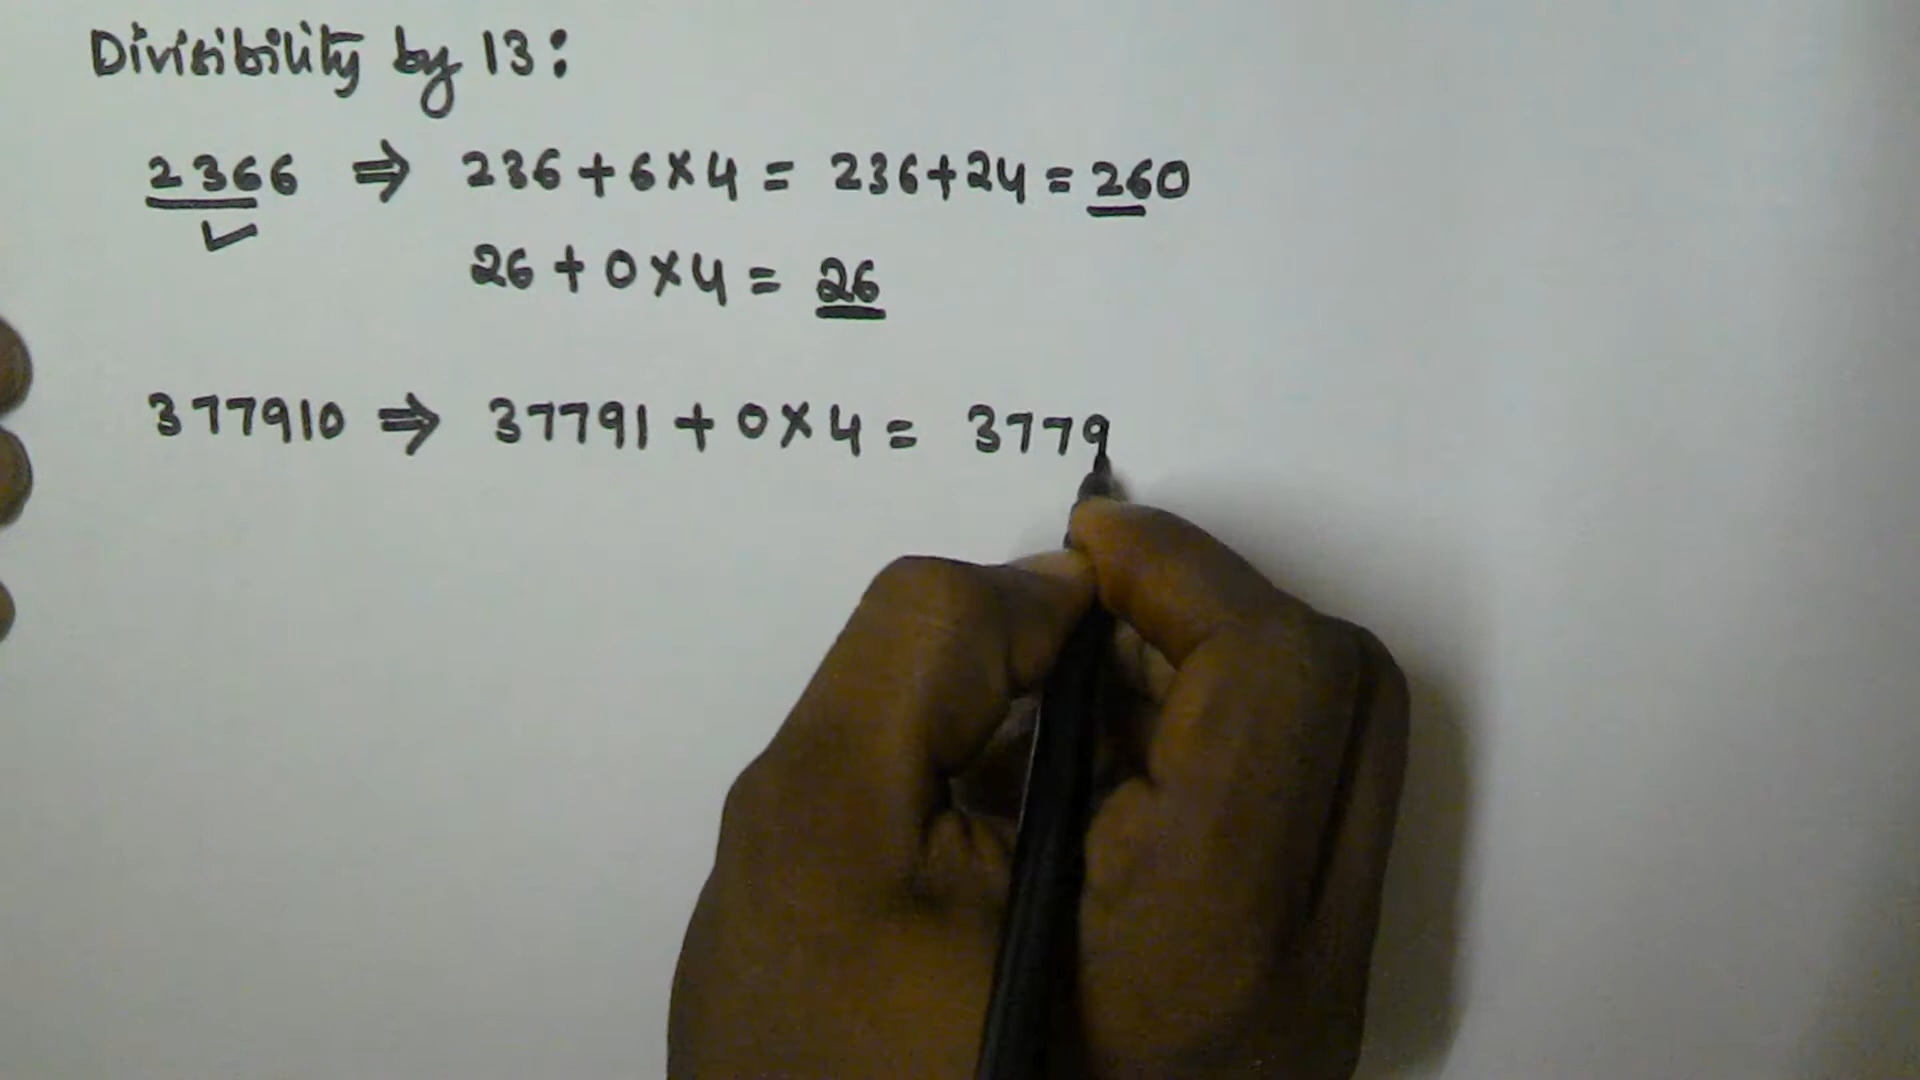 Divisibility by 13:
2366 ⇒ 236 + 6 × 4 = 236 + 24 = 260
26 + 0 × 4 = 26
377910 ⇒ 37791 + 0 × 4 = 3779